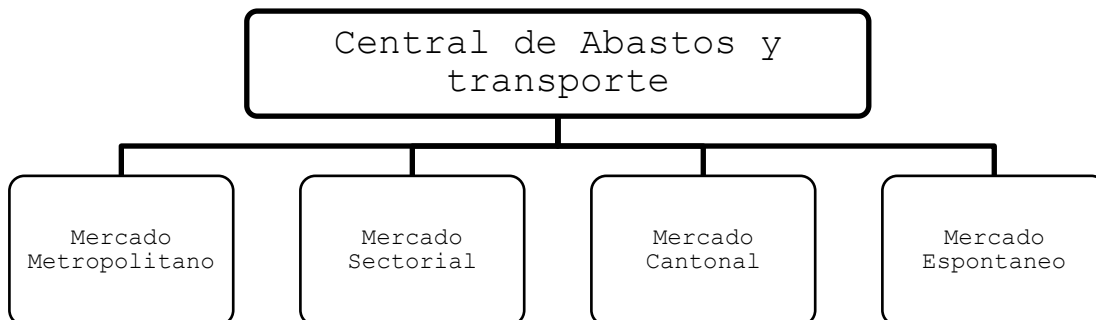 Central de Abastos y
transporte
Mercado
Metropolitano
Mercado
Sectorial
Mercado
Cantonal
Mercado
Espontaneo